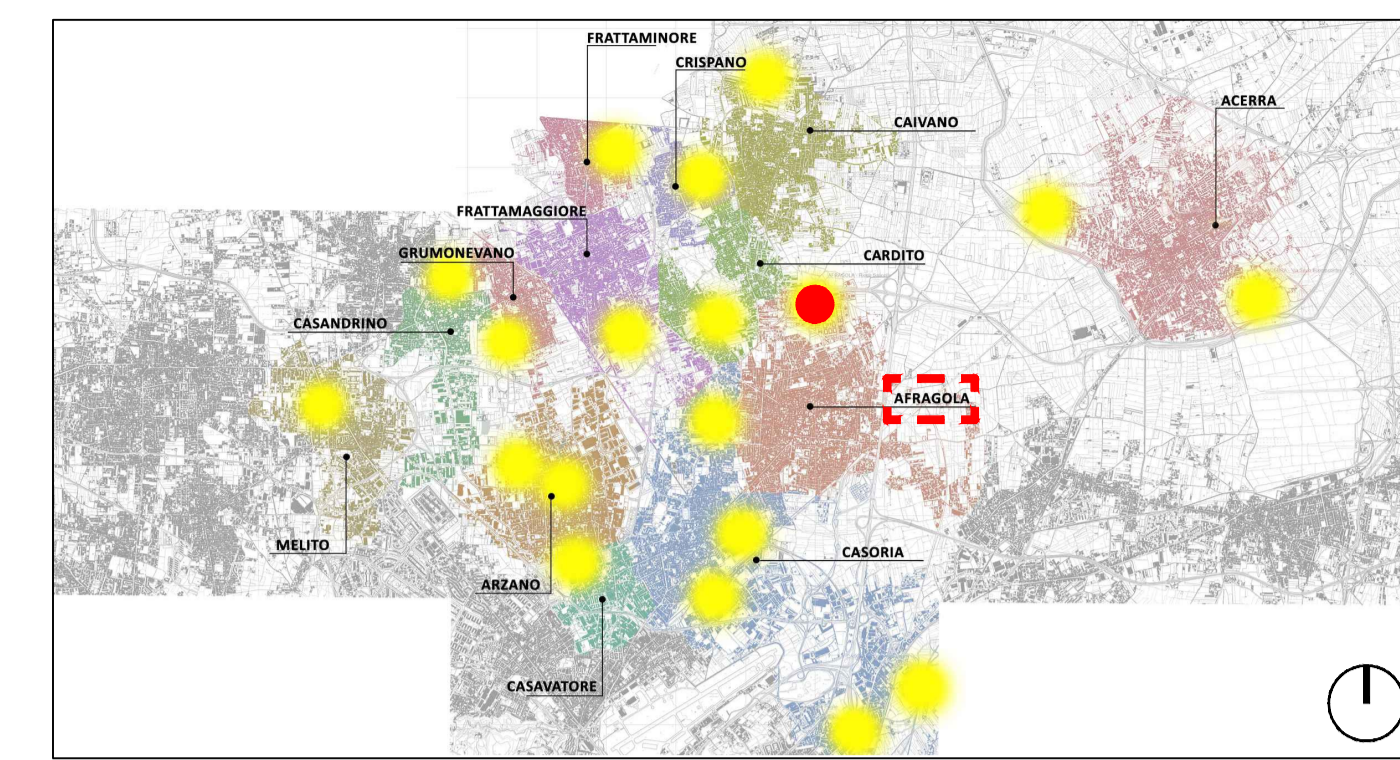 FRATTAMINORE
CRISPANO
ACERRA
CAIVANO
FRATTAMAGGIORE
GRUMONEVANO
CARDITO
CASANDRINO
AFRAGOLA
MELITO
CASORIA
ARZANO
CASAVATORE